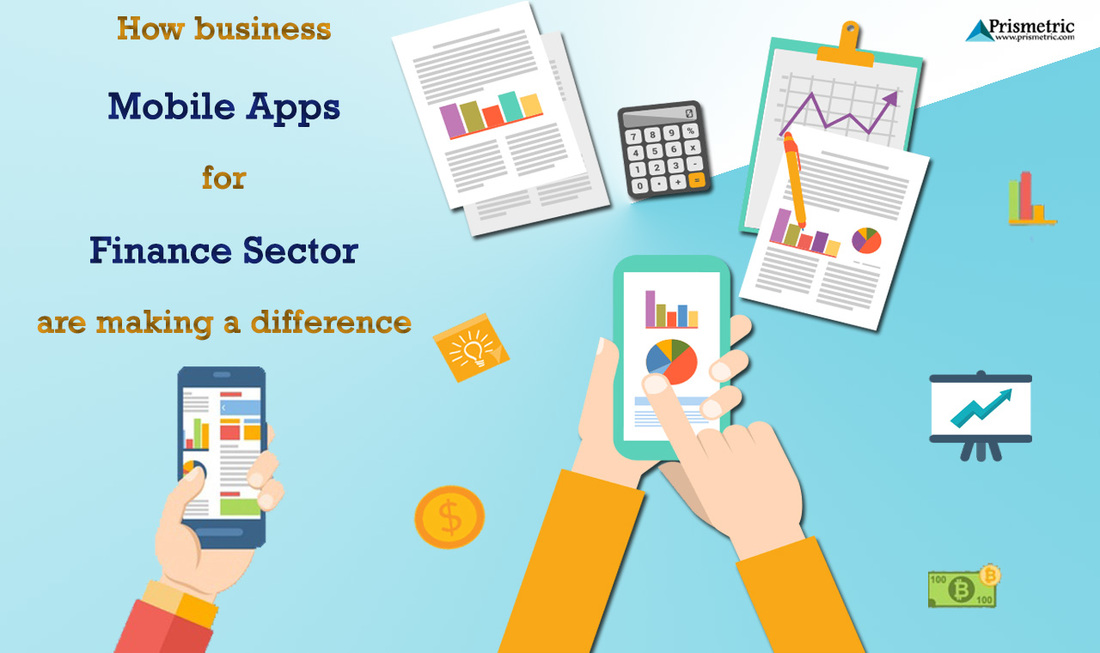 How business
Mobile Apps
for
Finance Sector
are making a difference
Prismetric
www.prismetric.com
0
7 8 9 %
4 5 6 x
1 2 3 -
0 • + =
$
100
B
B
100